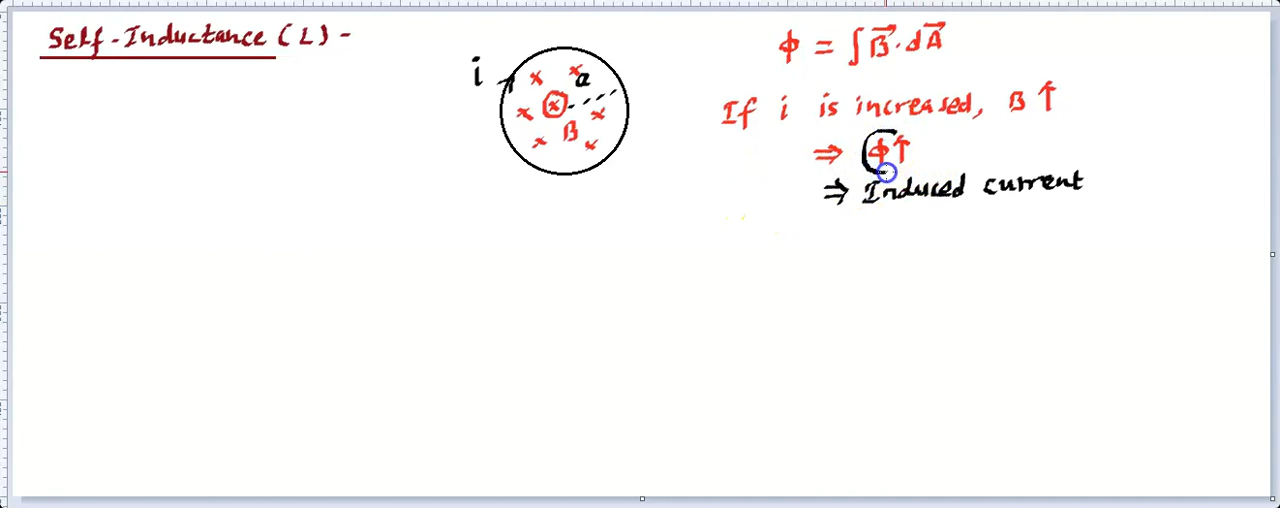 Self-Inductance (L) -
i
a
B
ϕ = ∫ B⃗ · dA⃗
If i is increased, B ↑
⇒ (ϕ ↑
⇒ Induced current